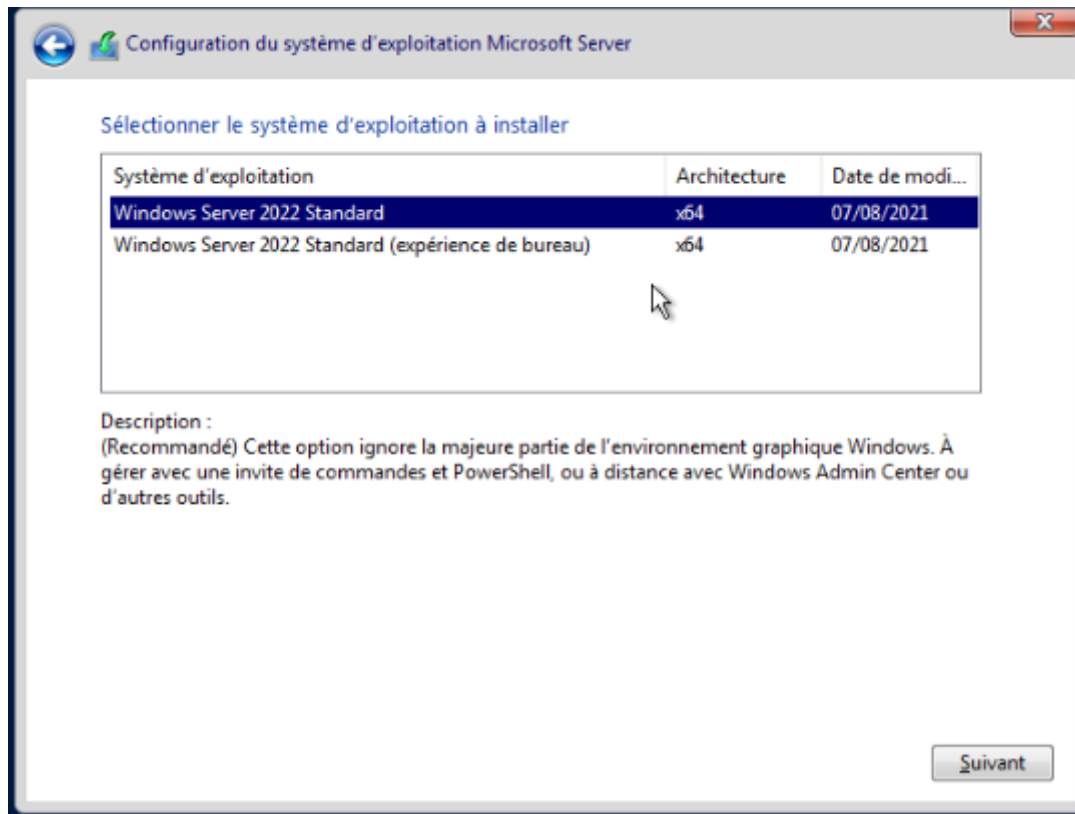 Configuration du système d'exploitation Microsoft Server
Sélectionner le système d'exploitation à installer
Système d'exploitation Architecture Date de modi...
Windows Server 2022 Standard x64 07/08/2021
Windows Server 2022 Standard (expérience de bureau) x64 07/08/2021
Description :
(Recommandé) Cette option ignore la majeure partie de l'environnement graphique Windows. À
gérer avec une invite de commandes et PowerShell, ou à distance avec Windows Admin Center ou
d'autres outils.
Suivant